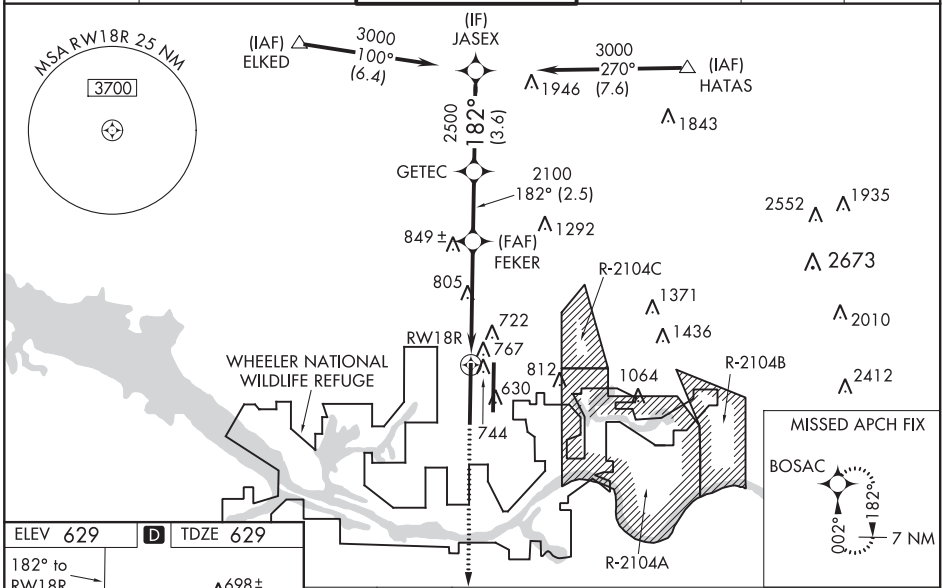 MSA RW18R 25 NM
3700
(IAF)
ELKED
3000
100°
(6.4)
(IF)
JASEX
3000
270°
(7.6)
(IAF)
HATAS
1946
1843
2500
182°
(3.6)
GETEC
2100
182° (2.5)
2552
1935
849 ±
(FAF)
FEKER
1292
2673
805
R-2104C
1371
2010
722
1436
RW18R
767
WHEELER NATIONAL
WILDLIFE REFUGE
812
1064
R-2104B
630
2412
744
MISSED APCH FIX
BOSAC
182°
002°
7 NM
R-2104A
ELEV 629
D
TDZE 629
182° to
RW18R
698 ±